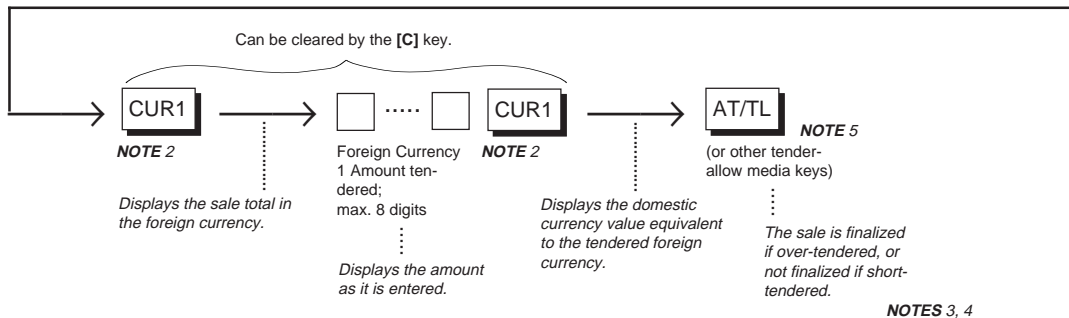 Can be cleared by the [C] key.
CUR1
.....
CUR1
AT/TL
NOTE 2
NOTE 2
NOTE 5
Displays the sale total in
the foreign currency.
Foreign Currency
1 Amount ten-
dered;
max. 8 digits
Displays the amount
as it is entered.
Displays the domestic
currency value equivalent
to the tendered foreign
currency.
(or other tender-
allow media keys)
The sale is finalized
if over-tendered, or
not finalized if short-
tendered.
NOTES 3, 4